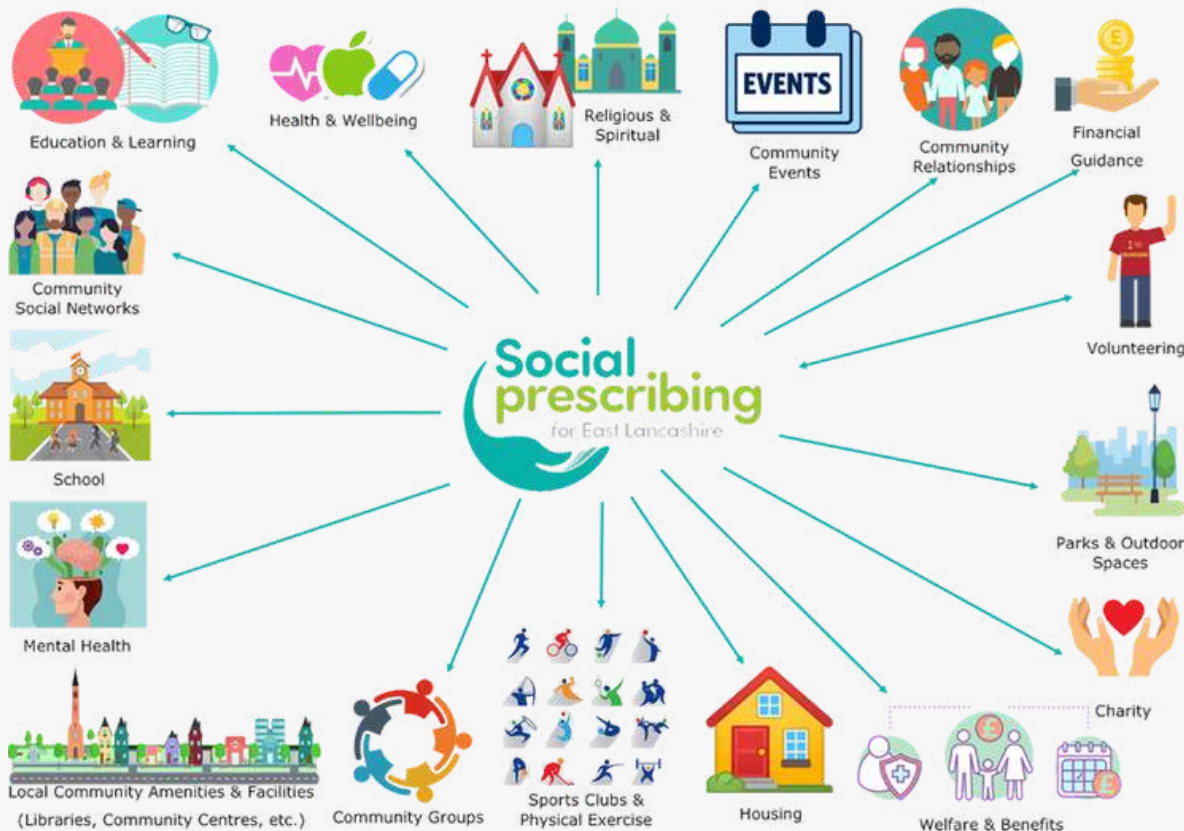 EVENTS
Education & Learning
Health & Wellbeing
Religious &
Spiritual
Community
Events
Community
Relationships
Financial
Guidance
Community
Social Networks
I
Volunteering
School
Social
prescribing
for East Lancashire
Parks & Outdoor
Spaces
Mental Health
Charity
Local Community Amenities & Facilities
(Libraries, Community Centres, etc.)
Community Groups
Sports Clubs &
Physical Exercise
Housing
£
£
£
Welfare & Benefits